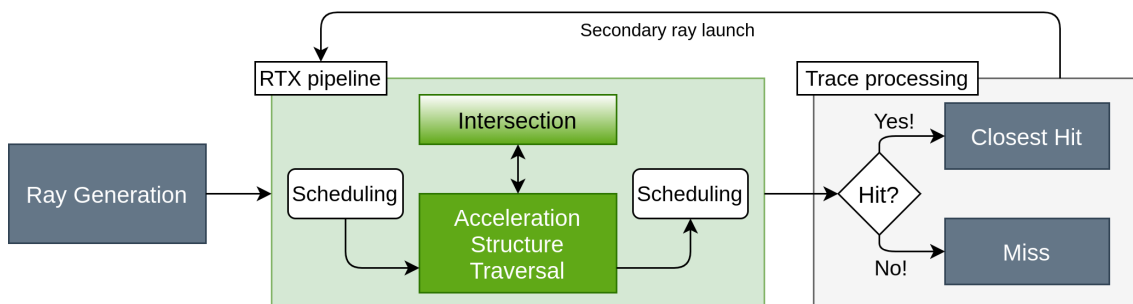 Secondary ray launch
RTX pipeline
Trace processing
Ray Generation
Scheduling
Intersection
Acceleration
Structure
Traversal
Scheduling
Hit?
Yes!
Closest Hit
No!
Miss